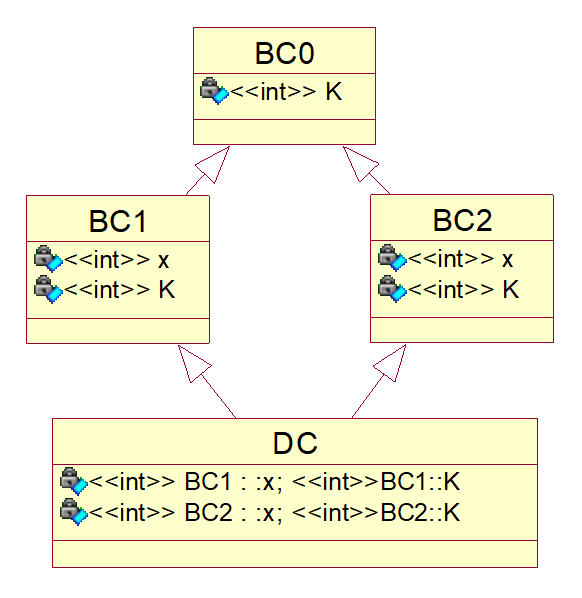 BC0
<<int>> K
BC1
<<int>> x
<<int>> K
BC2
<<int>> x
<<int>> K
DC
<<int>> BC1 : :x; <<int>>BC1::K
<<int>> BC2 : :x; <<int>>BC2::K